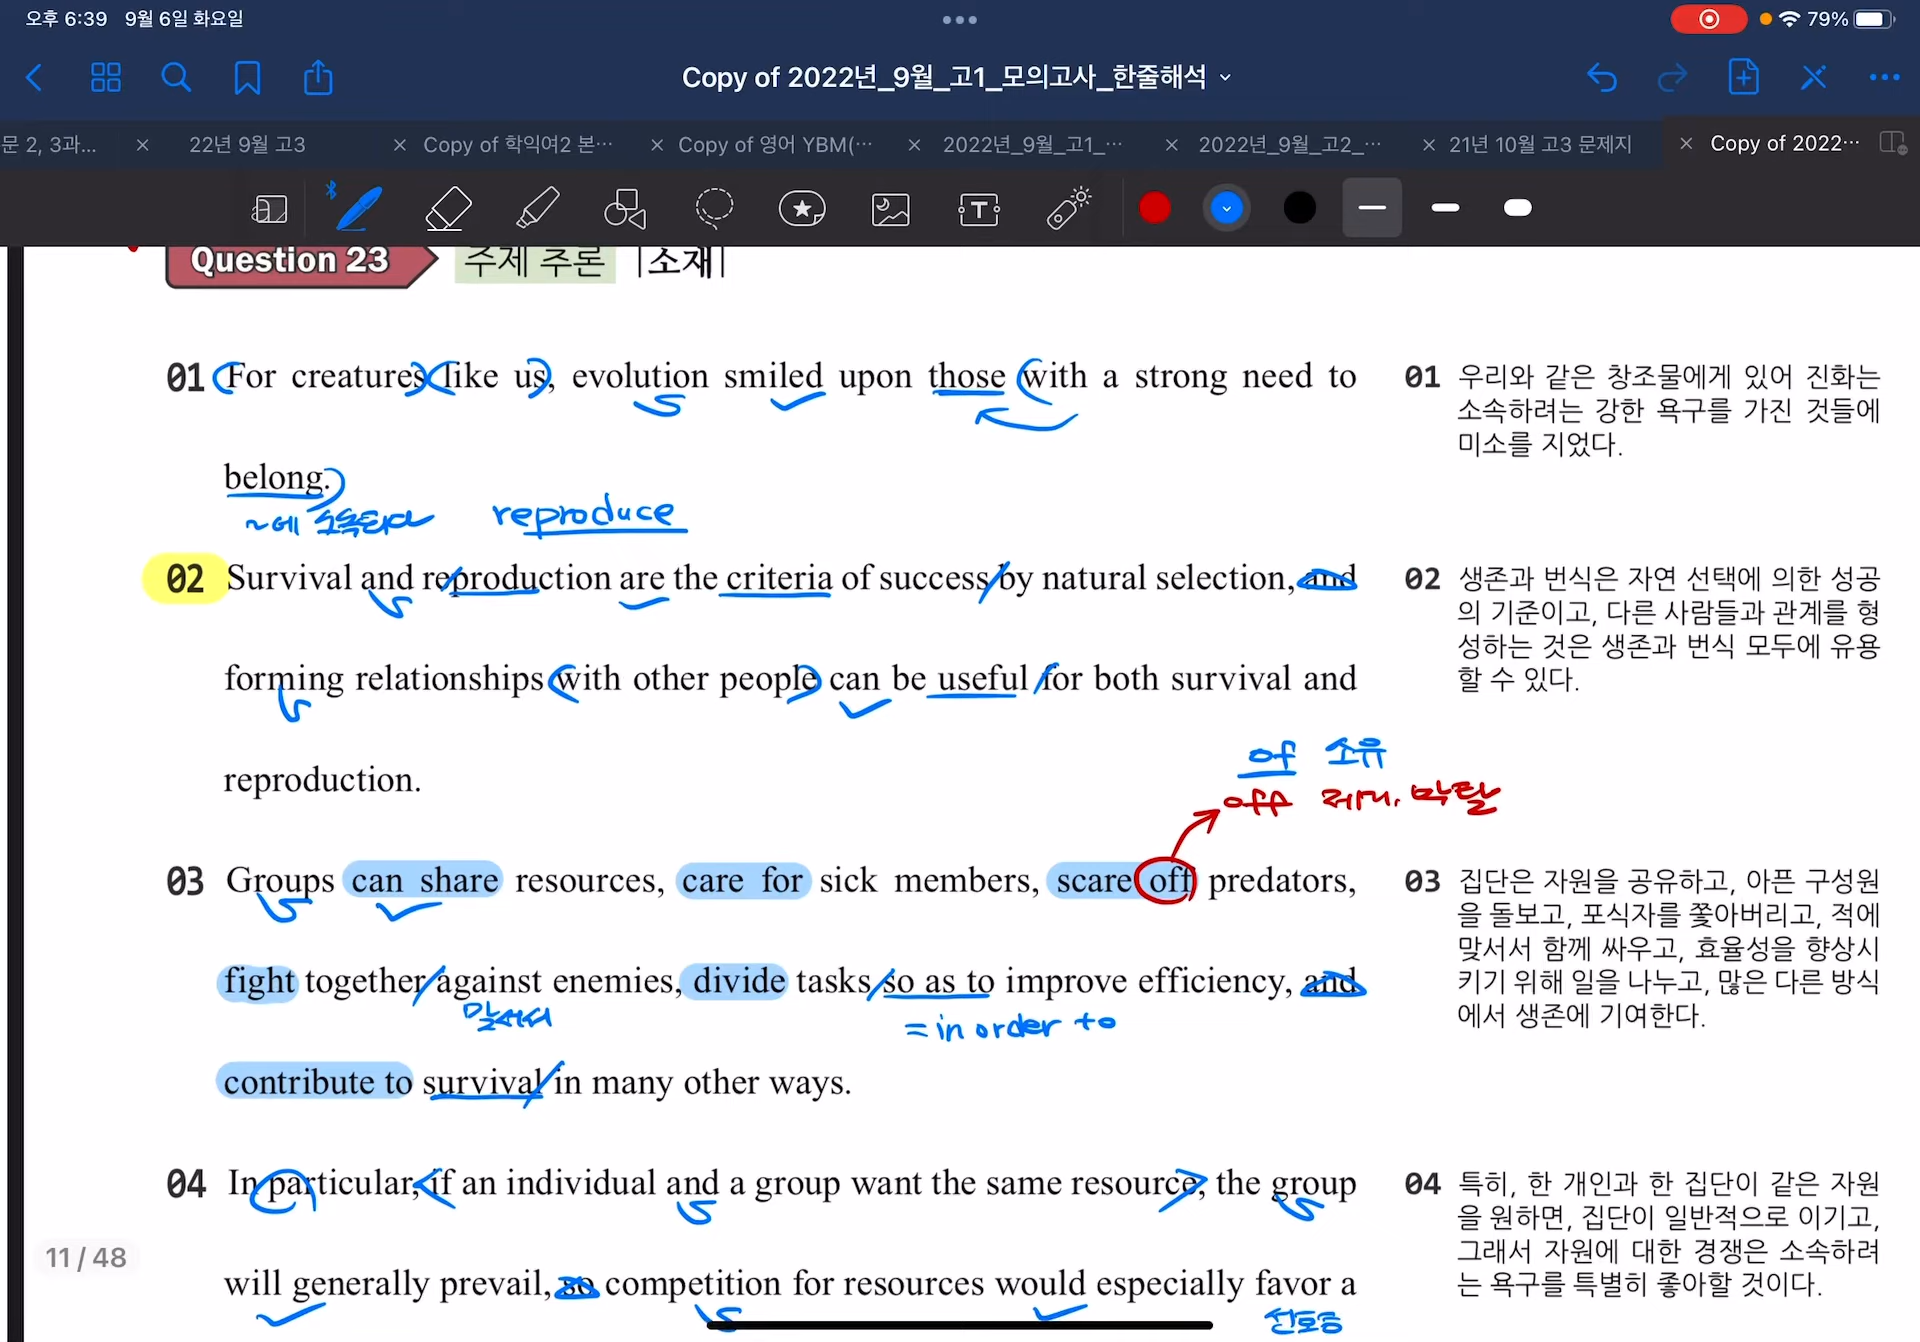 오후 6:39 9월 6일 화요일
79%
Copy of 2022년_9월_고1_모의고사_한줄해석
문 2, 3과...
22년 9월 고3
Copy of 학익여2 본...
Copy of 영어 YBM(...
2022년_9월_고1_...
2022년_9월_고2_...
21년 10월 고3 문제지
Copy of 2022...
Question 23 주제 추론 |소재|
01 For creatures like us, evolution smiled upon those with a strong need to
belong.
~에 소속되다 reproduce
02 Survival and reproduction are the criteria of success by natural selection, and
forming relationships with other people can be useful for both survival and
reproduction.
of 소유
off 제거, 박탈
03 Groups can share resources, care for sick members, scare off predators,
fight together against enemies, divide tasks so as to improve efficiency, and
맞서서 = in order to
contribute to survival in many other ways.
04 In particular, if an individual and a group want the same resource, the group
will generally prevail, so competition for resources would especially favor a
선호
01 우리와 같은 창조물에게 있어 진화는
소속하려는 강한 욕구를 가진 것들에
미소를 지었다.
02 생존과 번식은 자연 선택에 의한 성공
의 기준이고, 다른 사람들과 관계를 형
성하는 것은 생존과 번식 모두에 유용
할 수 있다.
03 집단은 자원을 공유하고, 아픈 구성원
을 돌보고, 포식자를 쫓아버리고, 적에
맞서서 함께 싸우고, 효율성을 향상시
키기 위해 일을 나누고, 많은 다른 방식
에서 생존에 기여한다.
04 특히, 한 개인과 한 집단이 같은 자원
을 원하면, 집단이 일반적으로 이기고,
그래서 자원에 대한 경쟁은 소속하려
는 욕구를 특별히 좋아할 것이다.
11 / 48